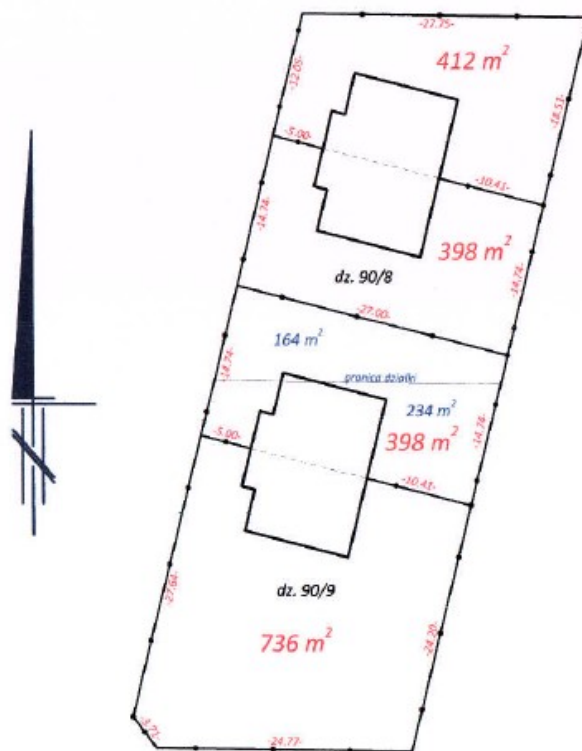 -27.75-
412 m²
-12.05-
-18.51-
-5.00-
-10.41-
-14.74-
398 m²
-14.74-
dz. 90/8
-27.00-
164 m²
granica działki
-14.74-
234 m²
-14.74-
398 m²
-5.00-
-10.41-
dz. 90/9
-27.64-
736 m²
-24.20-
-3.71-
-24.77-